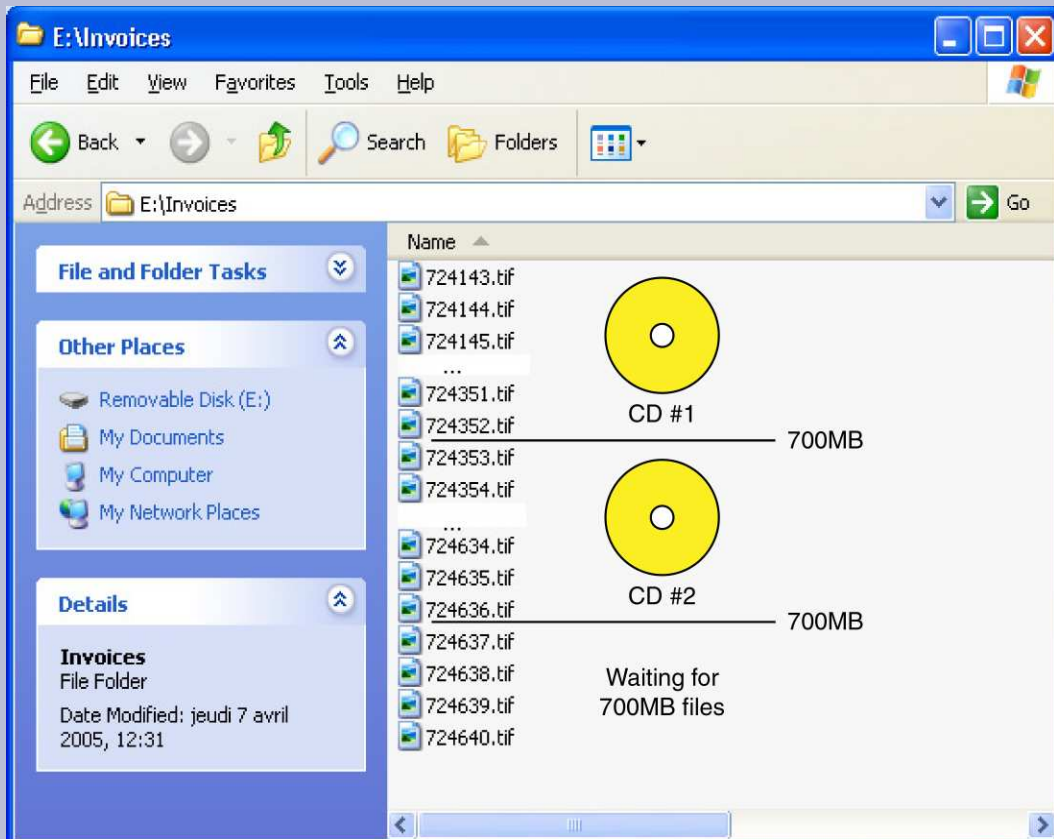 E:\Invoices
File Edit View Favorites Tools Help
Back Search Folders
Address E:\Invoices Go
File and Folder Tasks
Other Places
Removable Disk (E:)
My Documents
My Computer
My Network Places
Details
Invoices
File Folder
Date Modified: jeudi 7 avril
2005, 12:31
Name
724143.tif
724144.tif
724145.tif
...
724351.tif
724352.tif
724353.tif
724354.tif
...
724634.tif
724635.tif
724636.tif
724637.tif
724638.tif
724639.tif
724640.tif
CD #1
700MB
CD #2
700MB
Waiting for
700MB files